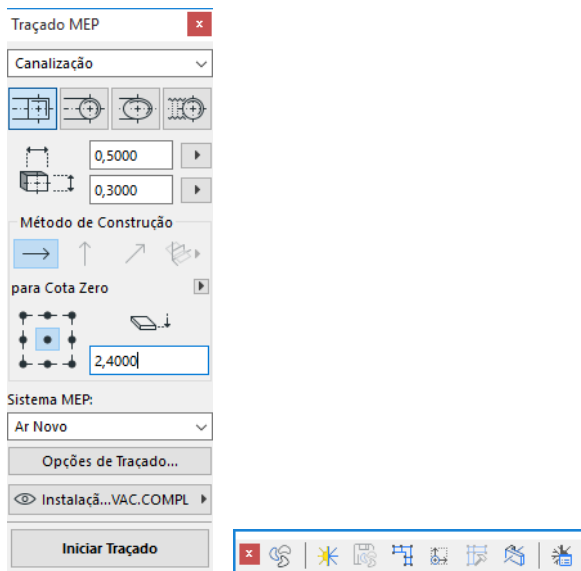 Traçado MEP
Canalização
0,5000
0,3000
Método de Construção
para Cota Zero
2,4000
Sistema MEP:
Ar Novo
Opções de Traçado...
Instalaçã...VAC.COMPL
Iniciar Traçado